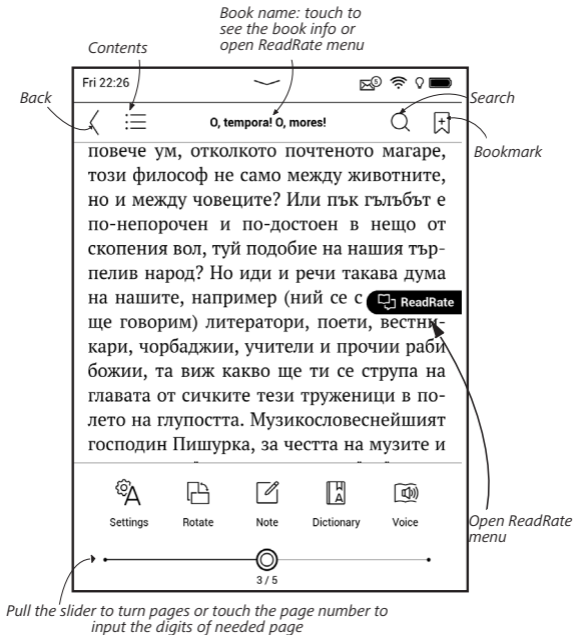 Book name: touch to
see the book info or
open ReadRate menu
Contents
Back
Fri 22:26
5
Search
O, tempora! O, mores!
Bookmark
повече ум, отколкото почтеното магаре,
този философ не само между животните,
но и между човеците? Или пък гълъбът е
по-непорочен и по-достоен в нещо от
скопения вол, туй подобие на нашия тър-
пелив народ? Но иди и речи такава дума
на нашите, например (ний се с
ReadRate
ще говорим) литератори, поети, вестни-
кари, чорбаджии, учители и прочии раби
божии, та виж какво ще ти се струпа на
главата от сичките тези труженици в по-
лето на глупостта. Музикословеснейшият
господин Пишурка, за честта на музите и
Settings
Rotate
Note
Dictionary
Voice
Open ReadRate
menu
3 / 5
Pull the slider to turn pages or touch the page number to
input the digits of needed page